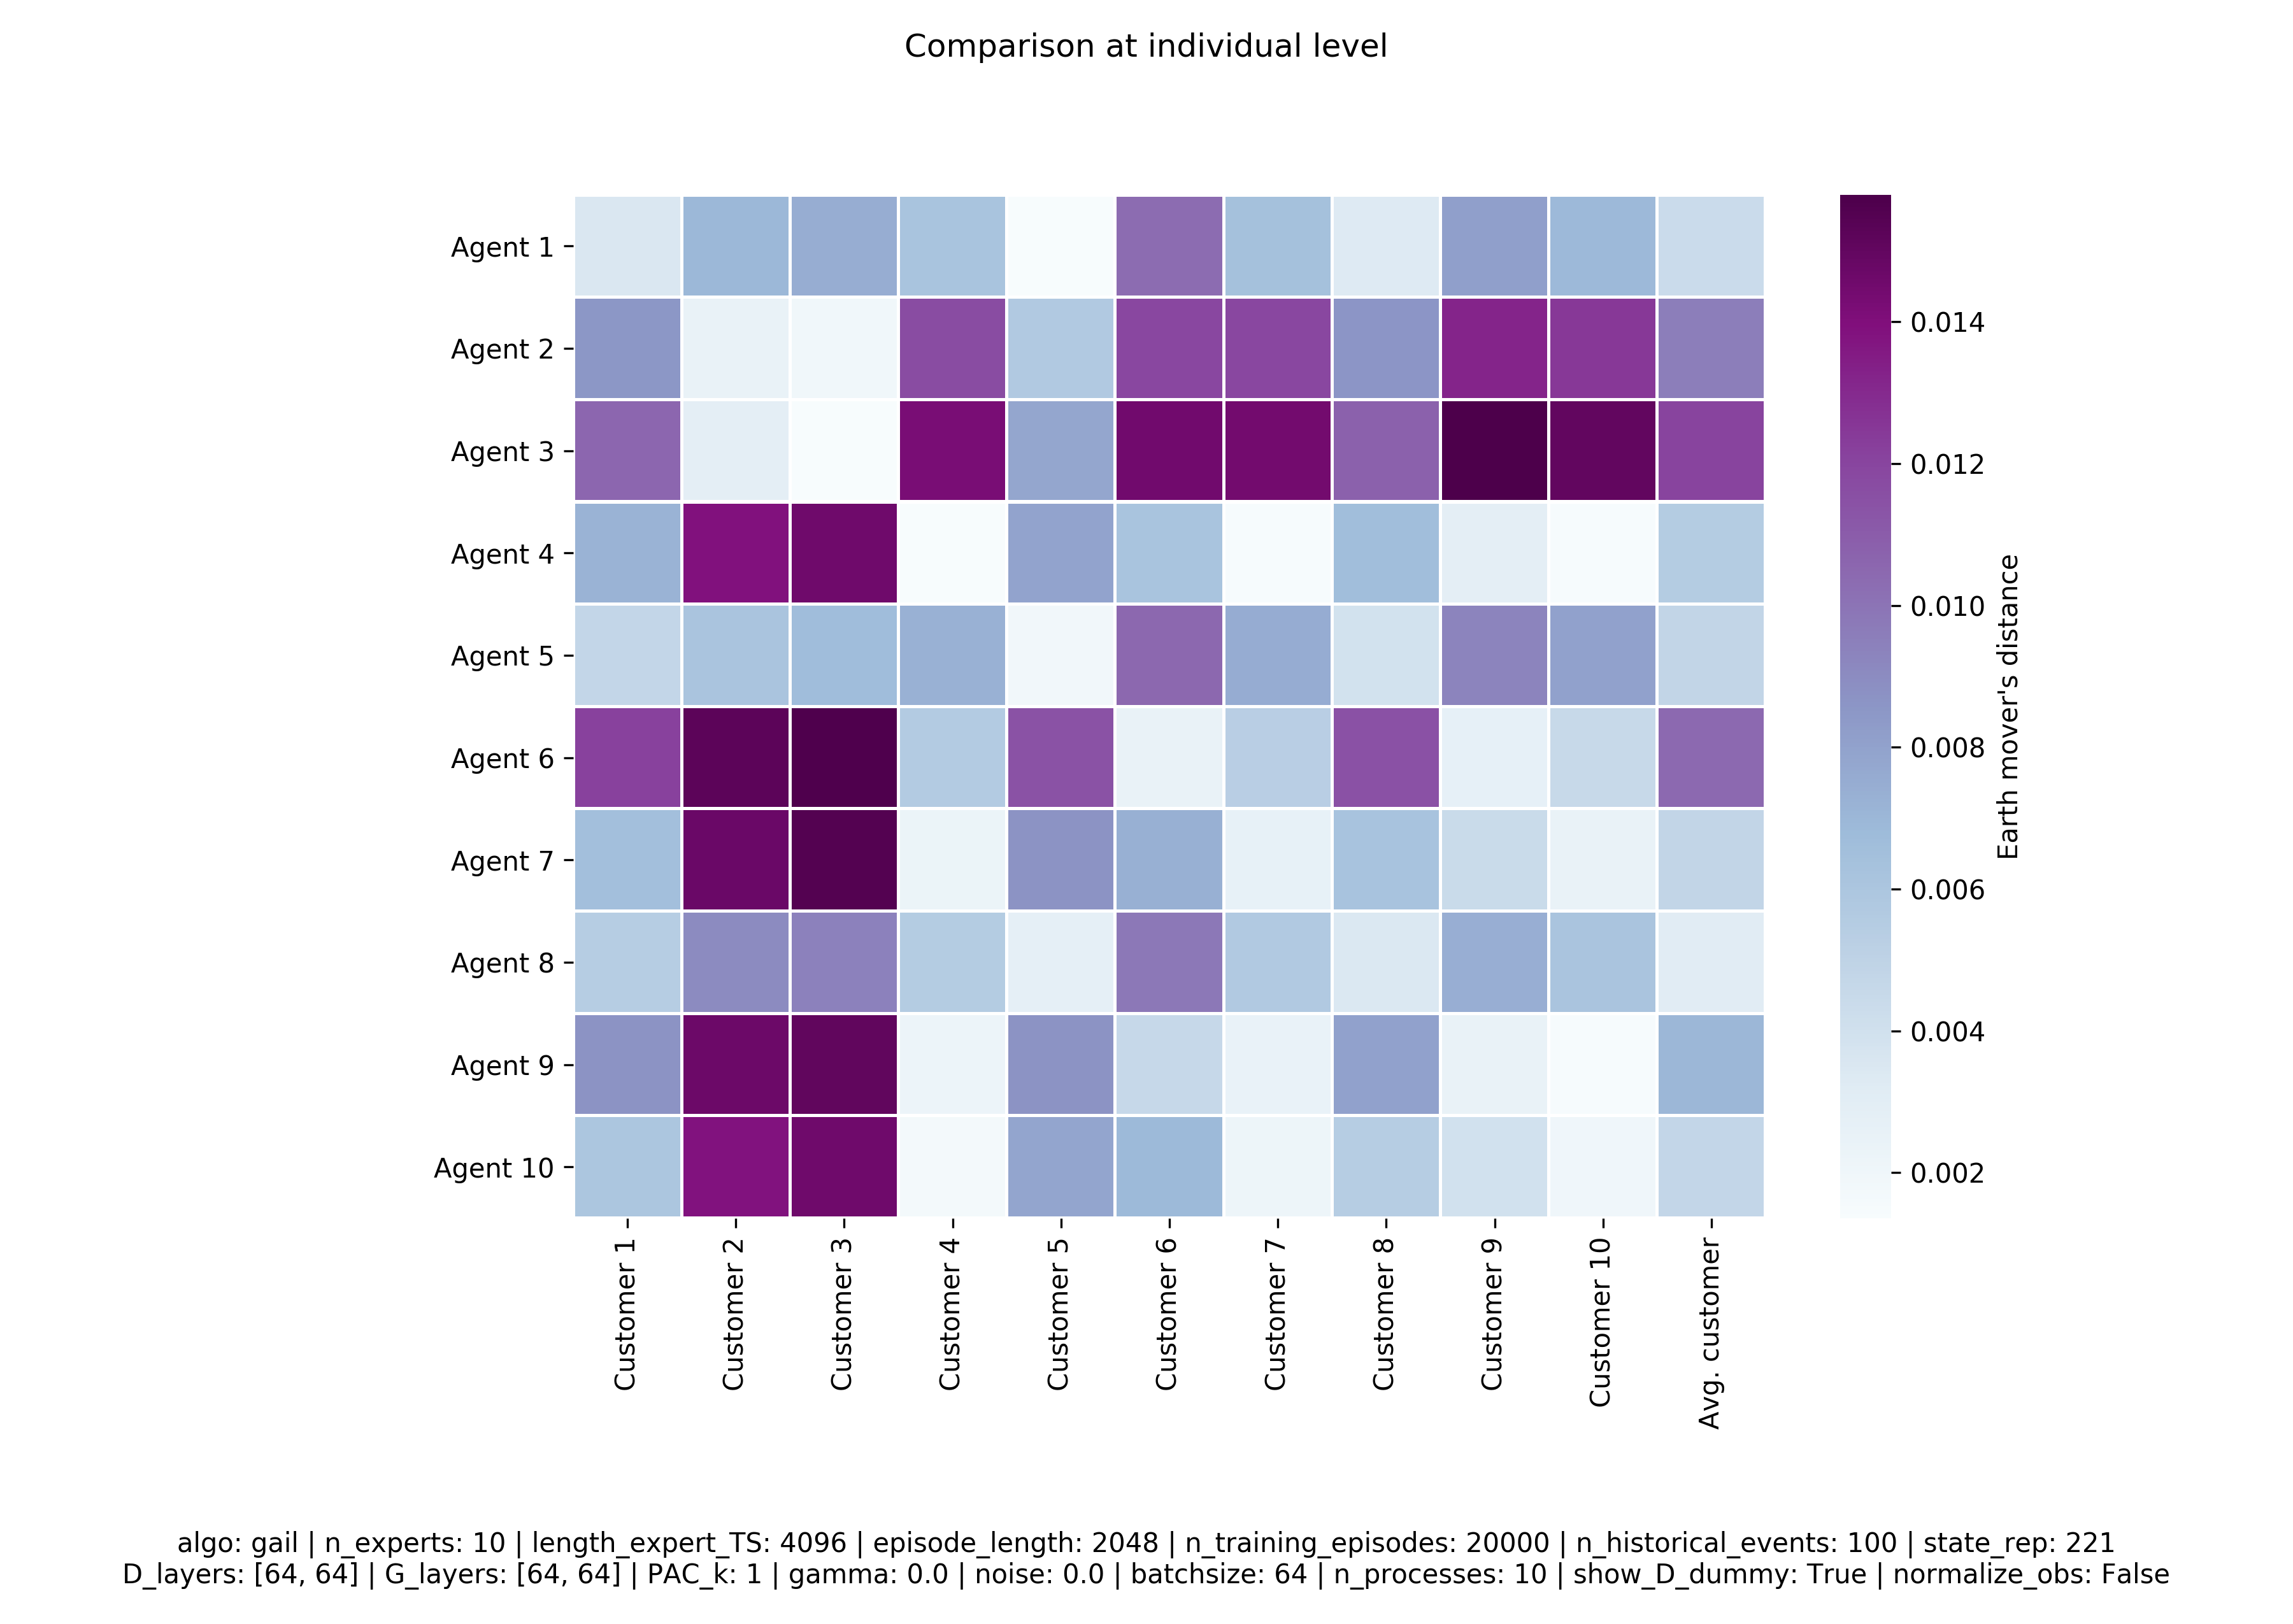 Comparison at individual level
Agent 1
Agent 2
Agent 3
Agent 4
Agent 5
Agent 6
Agent 7
Agent 8
Agent 9
Agent 10
Customer 1
Customer 2
Customer 3
Customer 4
Customer 5
Customer 6
Customer 7
Customer 8
Customer 9
Customer 10
Avg. customer
0.014
0.012
0.010
0.008
0.006
0.004
0.002
Earth mover's distance
algo: gail | n_experts: 10 | length_expert_TS: 4096 | episode_length: 2048 | n_training_episodes: 20000 | n_historical_events: 100 | state_rep: 221
D_layers: [64, 64] | G_layers: [64, 64] | PAC_k: 1 | gamma: 0.0 | noise: 0.0 | batchsize: 64 | n_processes: 10 | show_D_dummy: True | normalize_obs: False